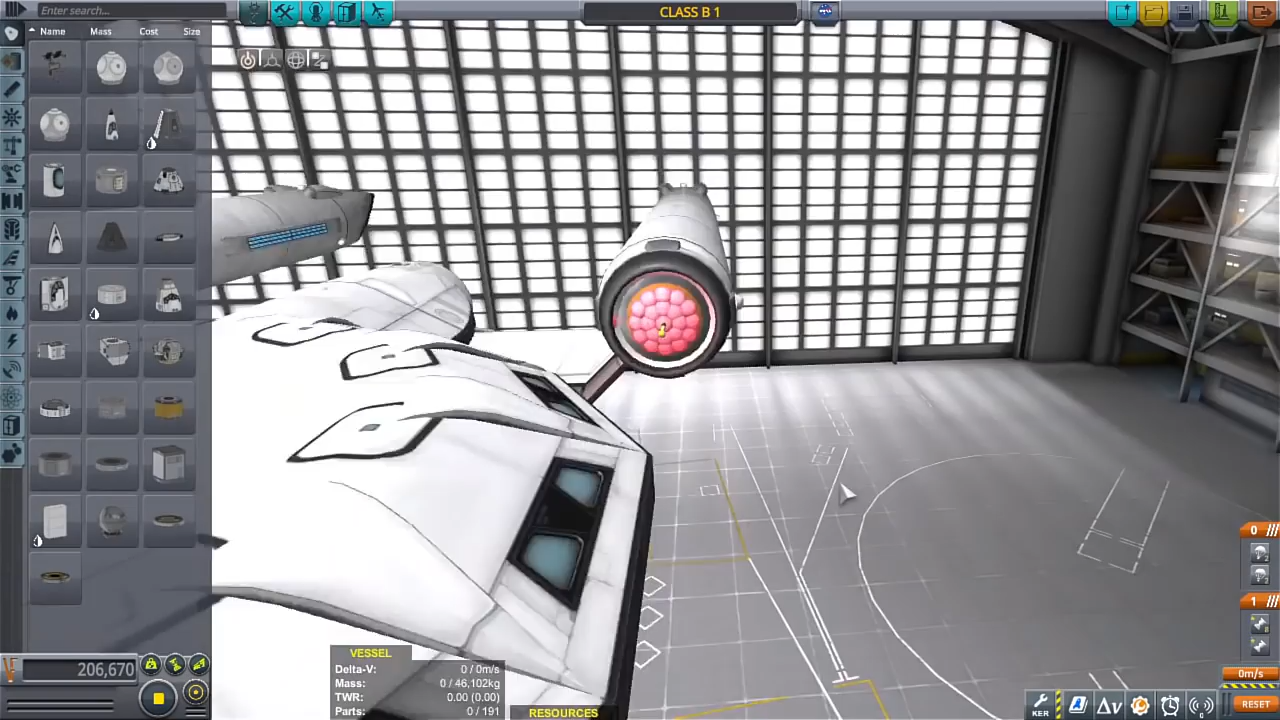 Enter search...
CLASS B 1
Name Mass Cost Size
0
1
0m/s
206,670
VESSEL
Delta-V: 0 / 0m/s
Mass: 0 / 46,102kg
TWR: 0.00 (0.00)
Parts: 0 / 191
RESOURCES
KER
Δv
RESET